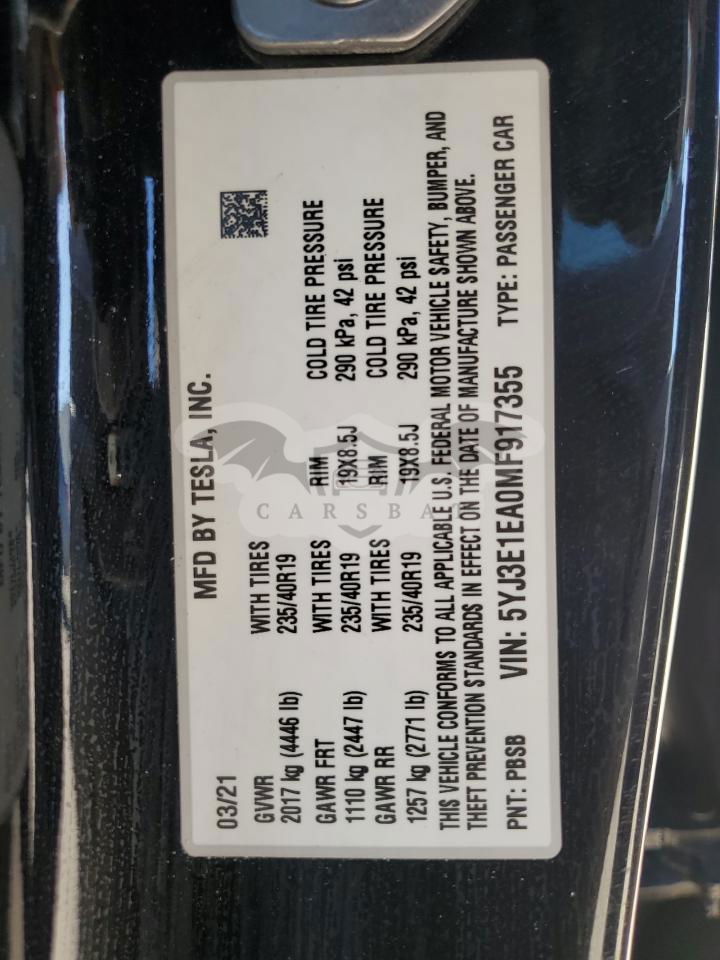 MFD BY TESLA, INC.
03/21
GVWR WITH TIRES RIM COLD TIRE PRESSURE
2017 kg (4446 lb) 235/40R19
GAWR FRT WITH TIRES RIM COLD TIRE PRESSURE
1110 kg (2447 lb) 235/40R19 19X8.5J 290 kPa, 42 psi
GAWR RR WITH TIRES RIM COLD TIRE PRESSURE
1257 kg (2771 lb) 235/40R19 19X8.5J 290 kPa, 42 psi
THIS VEHICLE CONFORMS TO ALL APPLICABLE U.S. FEDERAL MOTOR VEHICLE SAFETY, BUMPER, AND
THEFT PREVENTION STANDARDS IN EFFECT ON THE DATE OF MANUFACTURE SHOWN ABOVE.
PNT: PBSB VIN: 5YJ3E1EA0MF917355 TYPE: PASSENGER CAR
CARSBAT